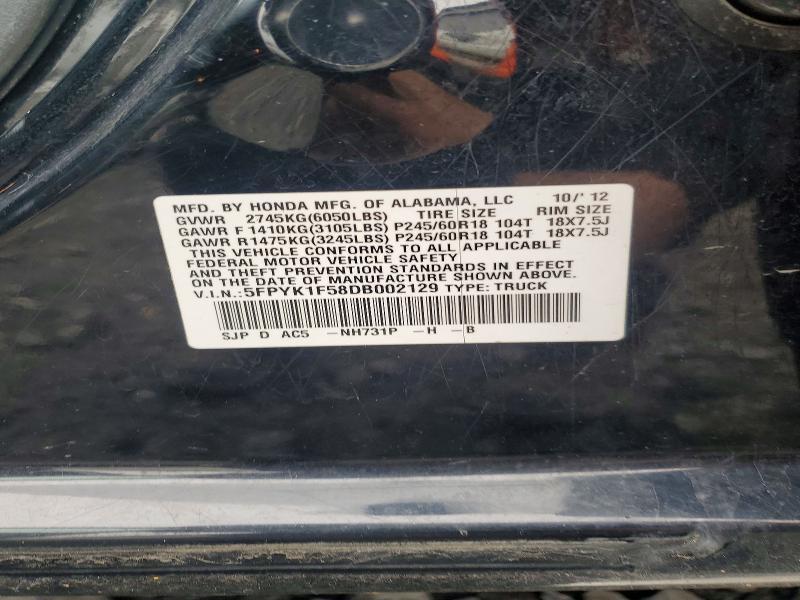 MFD. BY HONDA MFG. OF ALABAMA, LLC 10/'12
GVWR 2745KG(6050LBS) TIRE SIZE RIM SIZE
GAWR F 1410KG(3105LBS) P245/60R18 104T 18X7.5J
GAWR R1475KG(3245LBS) P245/60R18 104T 18X7.5J
THIS VEHICLE CONFORMS TO ALL APPLICABLE
FEDERAL MOTOR VEHICLE SAFETY
AND THEFT PREVENTION STANDARDS IN EFFECT
ON THE DATE OF MANUFACTURE SHOWN ABOVE.
V.I.N.: 5FPYK1F58DB002129 TYPE: TRUCK
SJP D AC5 -NH731P -H -B